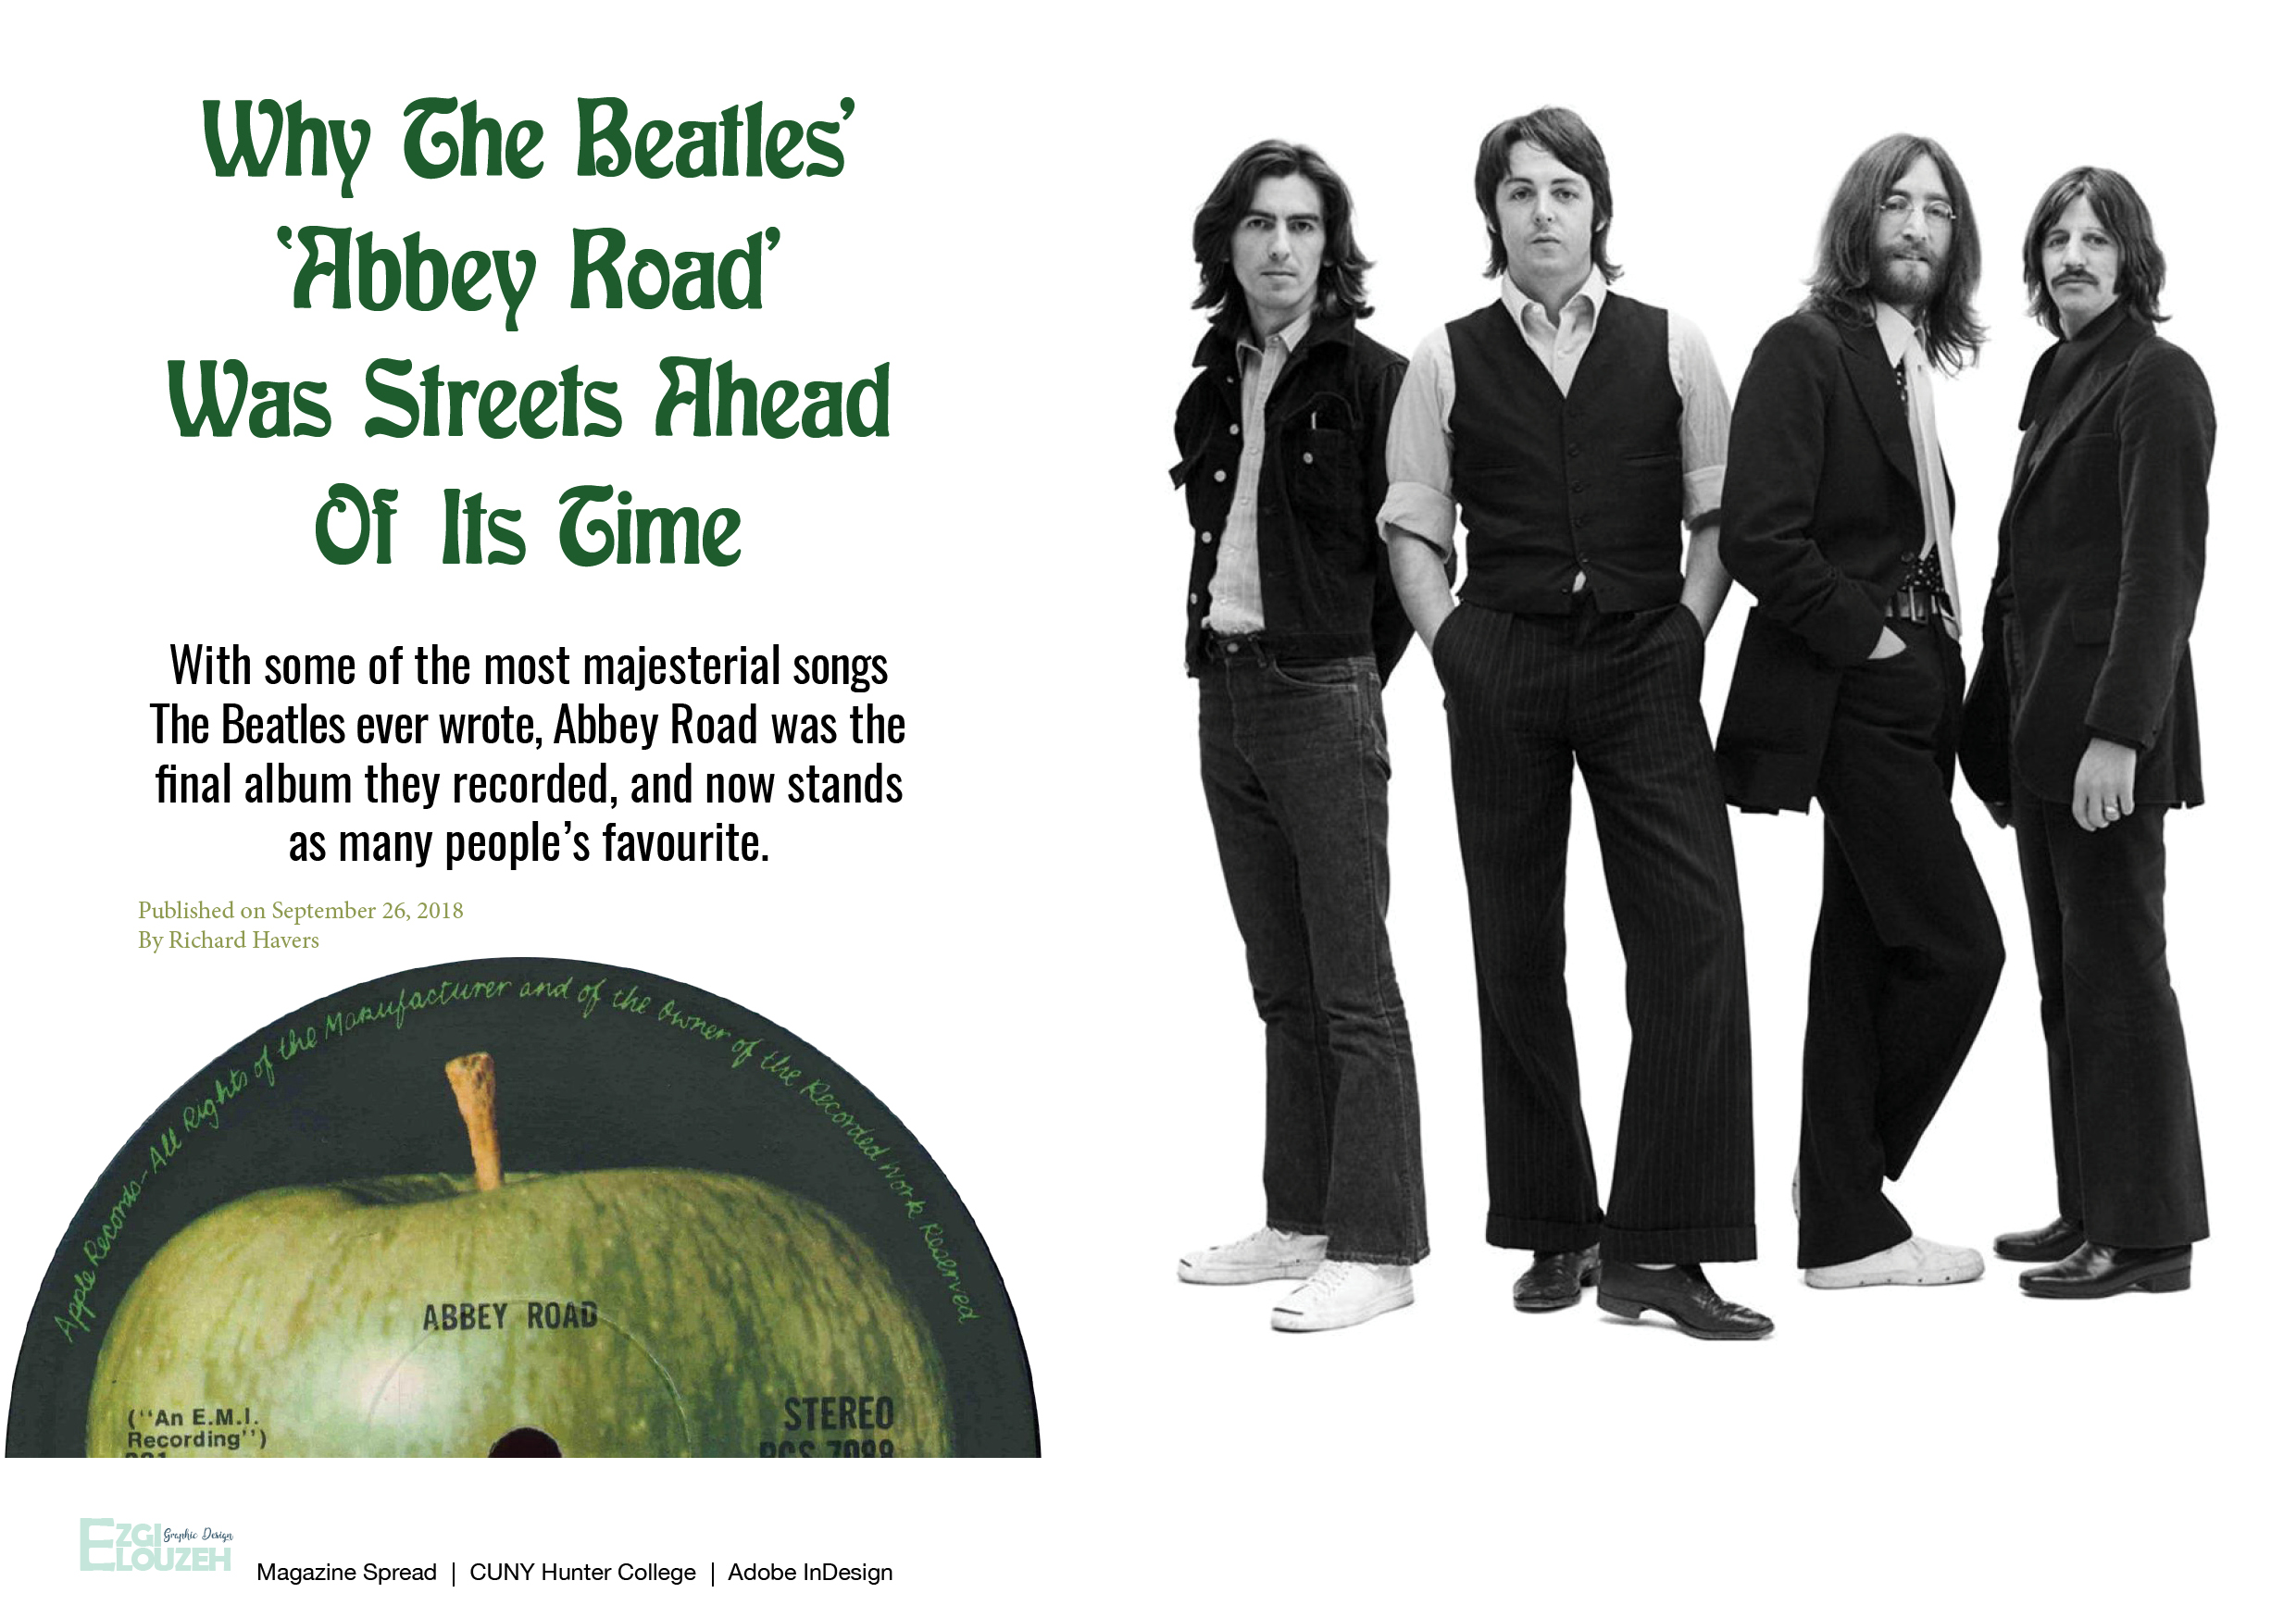 Why The Beatles’
‘Abbey Road’
Was Streets Ahead
Of Its Time
With some of the most majesterial songs
The Beatles ever wrote, Abbey Road was the
final album they recorded, and now stands
as many people’s favourite.
Published on September 26, 2018
By Richard Havers
Apple Records-All Rights of the Manufacturer and of the Owner of the Recorded Work Reserved
ABBEY ROAD
("An E.M.I.
Recording")
STEREO
PCS 7088
EZGI Graphic Design
ELOUZEH
Magazine Spread | CUNY Hunter College | Adobe InDesign